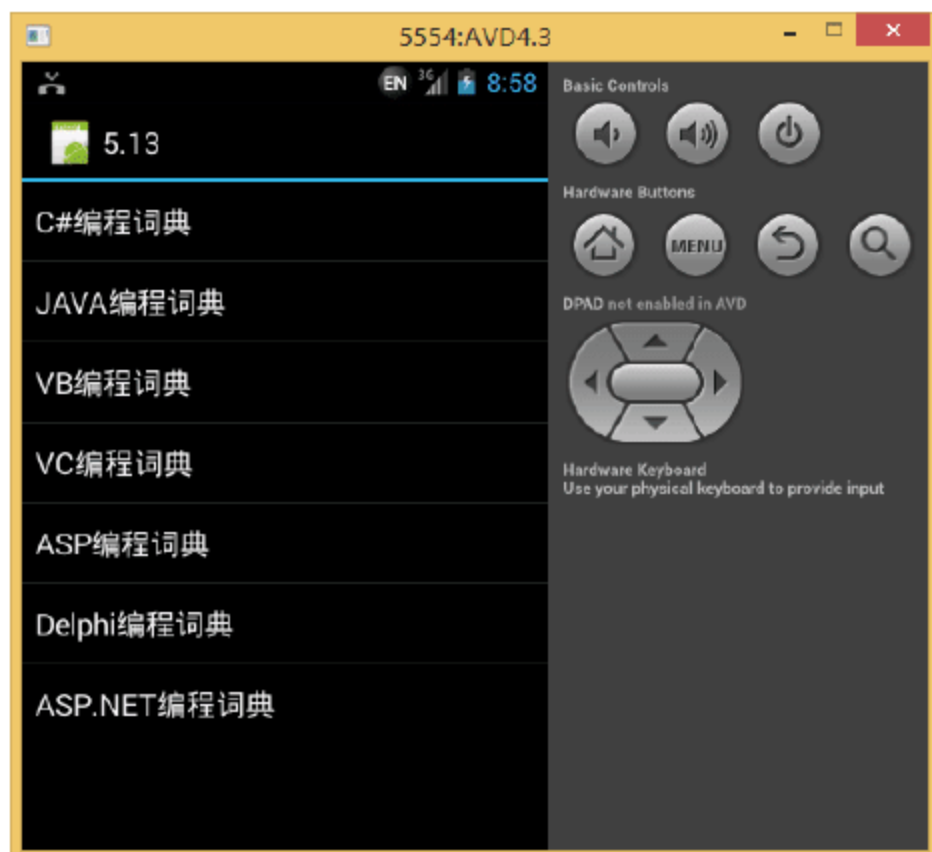 5554:AVD4.3
EN 3G 8:58
5.13
C#编程词典
JAVA编程词典
VB编程词典
VC编程词典
ASP编程词典
Delphi编程词典
ASP.NET编程词典
Basic Controls
Hardware Buttons
MENU
DPAD not enabled in AVD
Hardware Keyboard
Use your physical keyboard to provide input